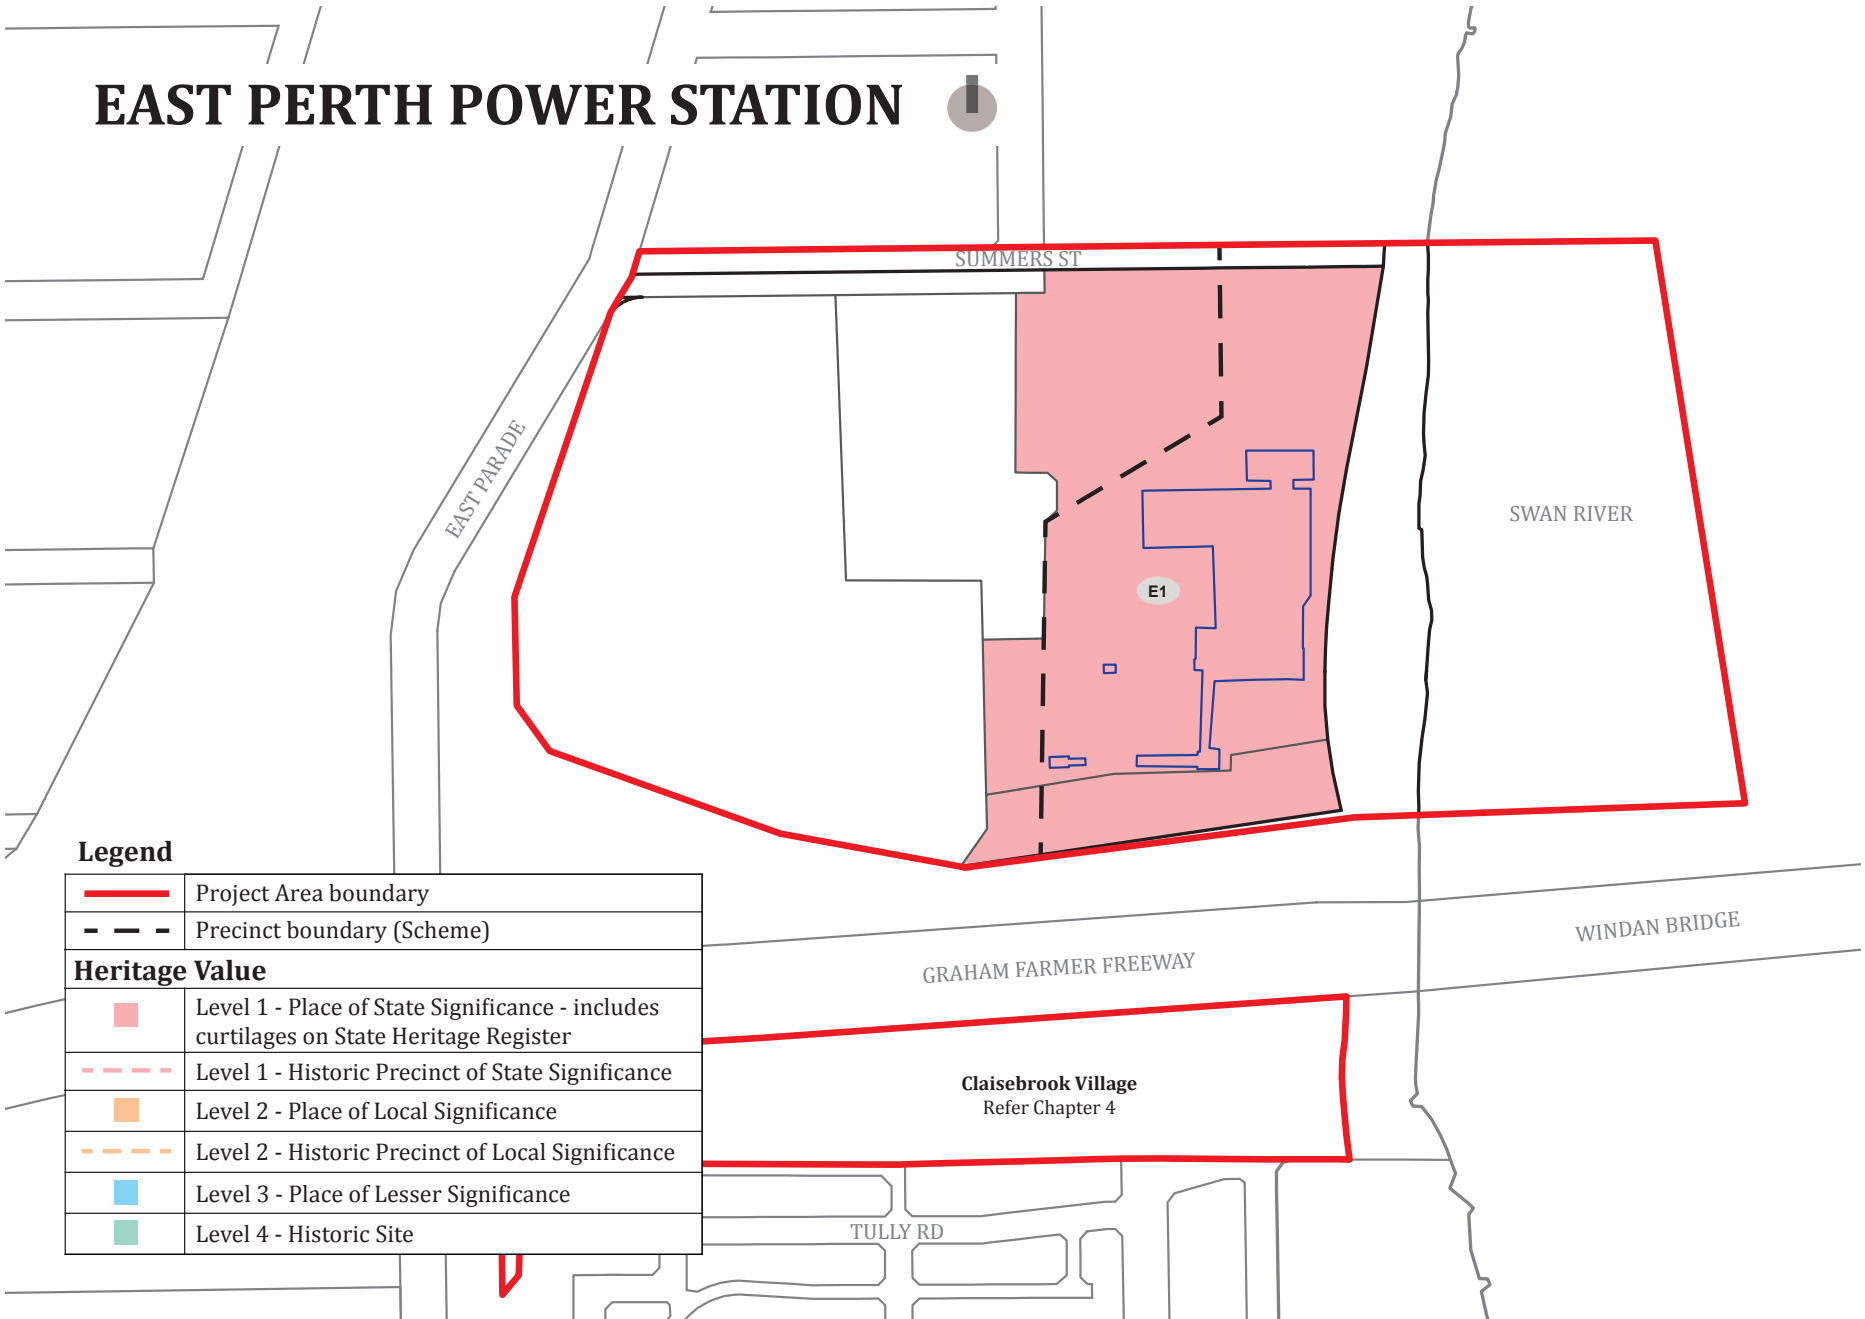 EAST PERTH POWER STATION
SUMMERS ST
EAST PARADE
SWAN RIVER
E1
Legend
Project Area boundary
Precinct boundary (Scheme)
Heritage Value
Level 1 - Place of State Significance - includes
curtilages on State Heritage Register
Level 1 - Historic Precinct of State Significance
Level 2 - Place of Local Significance
Level 2 - Historic Precinct of Local Significance
Level 3 - Place of Lesser Significance
Level 4 - Historic Site
WINDAN BRIDGE
GRAHAM FARMER FREEWAY
Claisebrook Village
Refer Chapter 4
TULLY RD